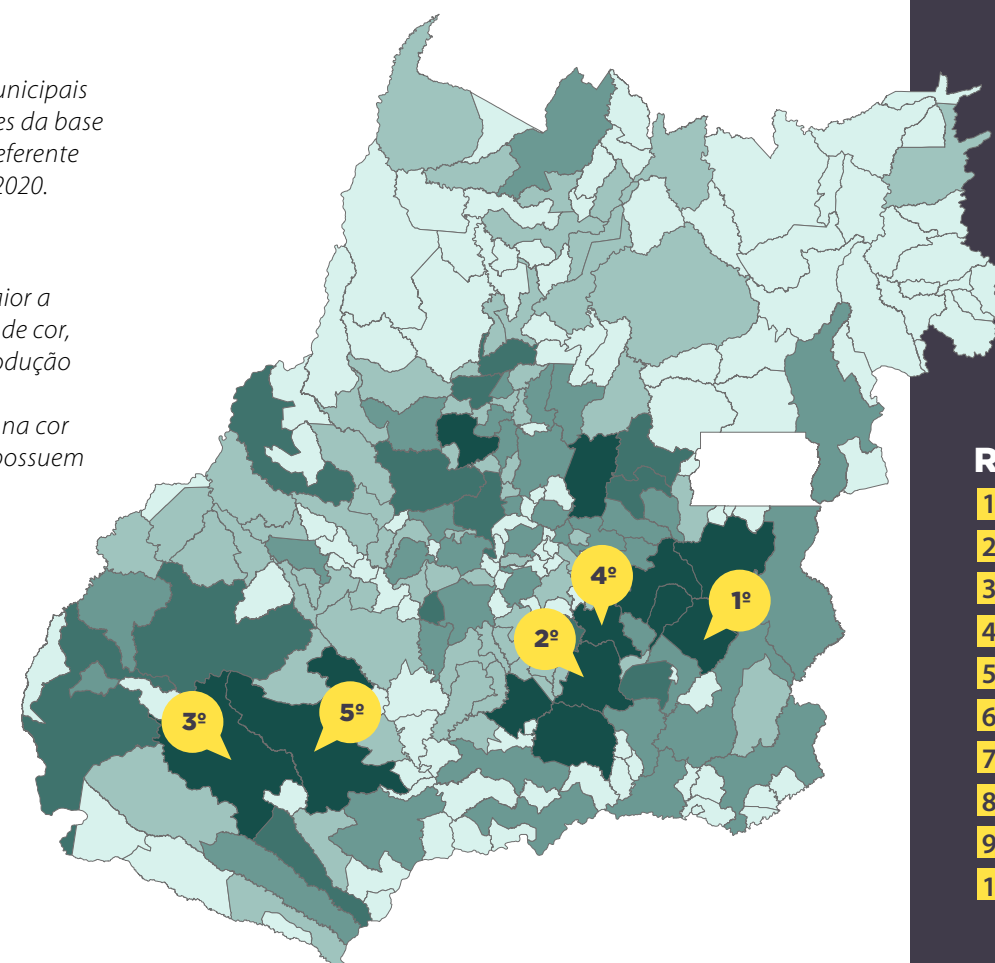 unicipais
es da base
eferente
2020.
aior a
de cor,
odução
na cor
possuem
4º
1º
2º
3º
5º
R
1
2
3
4
5
6
7
8
9
1